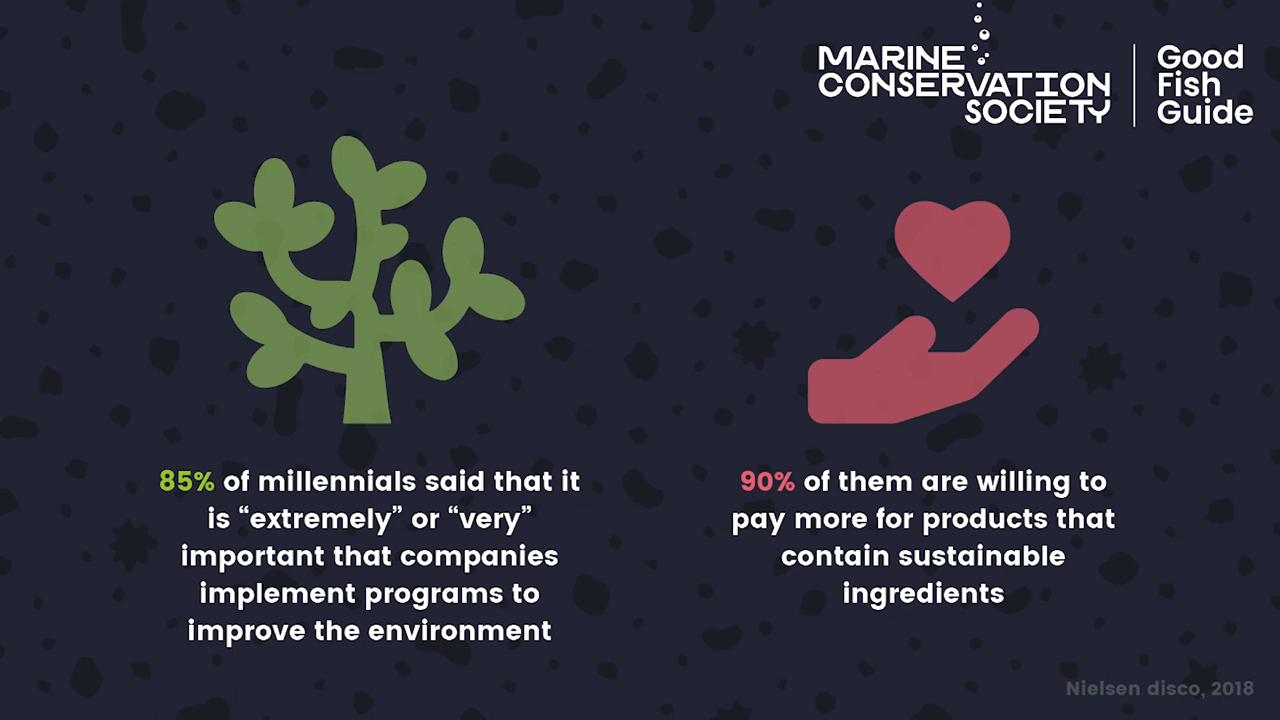 MARINE
CONSERVATION
SOCIETY
Good
Fish
Guide
85% of millennials said that it
is “extremely” or “very”
important that companies
implement programs to
improve the environment
90% of them are willing to
pay more for products that
contain sustainable
ingredients
Nielsen disco, 2018